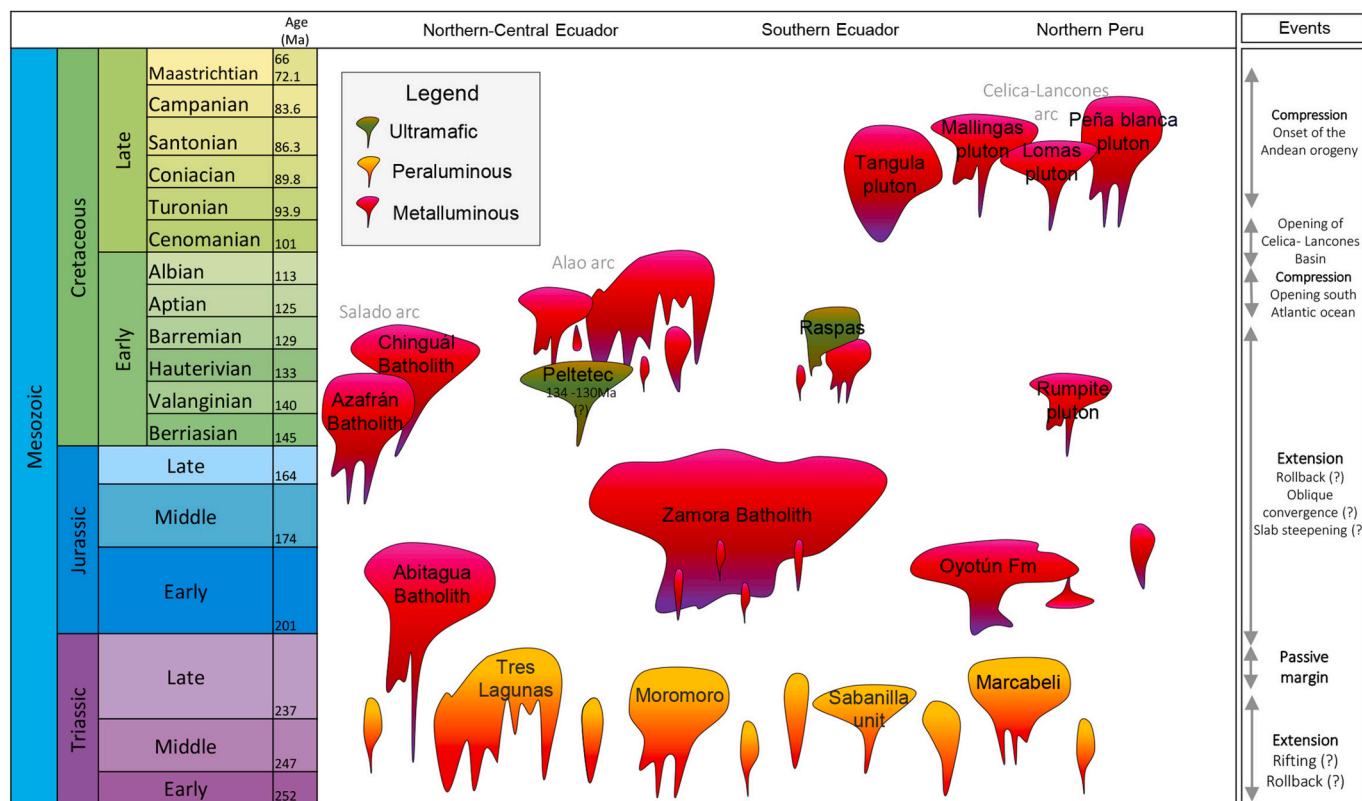 Age
(Ma)
Northern-Central Ecuador
Southern Ecuador
Northern Peru
Events
Mesozoic
Cretaceous
Late
Maastrichtian
66
72.1
Campanian
83.6
Santonian
86.3
Coniacian
89.8
Turonian
93.9
Cenomanian
101
Early
Albian
113
Aptian
125
Barremian
129
Hauterivian
133
Valanginian
140
Berriasian
145
Jurassic
Late
164
Middle
174
Early
201
Triassic
Late
237
Middle
247
Early
252
Legend
Ultramafic
Peraluminous
Metalluminous
Celica-Lancones
arc
Tangula
pluton
Mallingas
pluton
Lomas
pluton
Peña blanca
pluton
Alao arc
Salado arc
Chinguál
Batholith
Azafrán
Batholith
Peltetec
134 -130Ma
(?)
Raspas
Rumpite
pluton
Zamora Batholith
Abitagua
Batholith
Oyotún Fm
Tres
Lagunas
Moromoro
Sabanilla
unit
Marcabeli
Compression
Onset of the
Andean orogeny
Opening of
Celica- Lancones
Basin
Compression
Opening south
Atlantic ocean
Extension
Rollback (?)
Oblique
convergence (?)
Slab steepening (?
Passive
margin
Extension
Rifting (?)
Rollback (?)